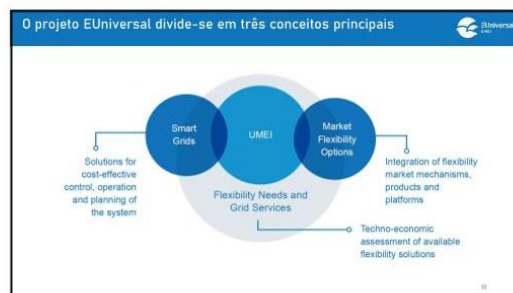 O projeto EUniversal divide-se em três conceitos principais
EUniversal
UMEI
Smart
Grids
UMEI
Market
Flexibility
Options
Solutions for
cost-effective
control, operation
and planning of
the system
Flexibility Needs and
Grid Services
Integration of flexibility
market mechanisms,
products and
platforms
Techno-economic
assessment of available
flexibility solutions